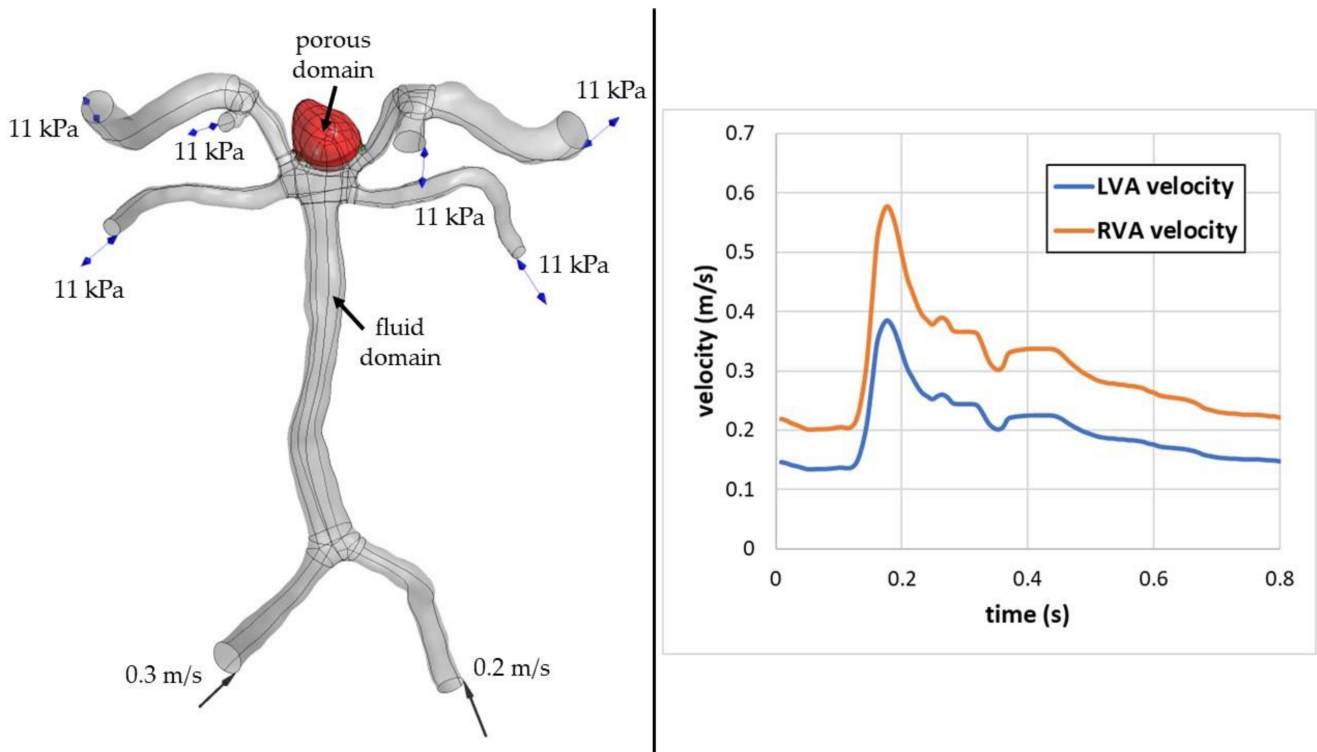 porous
domain
11 kPa
11 kPa
11 kPa
11 kPa
11 kPa
11 kPa
fluid
domain
0.3 m/s
0.2 m/s
0.7
0.6
0.5
0.4
0.3
0.2
0.1
0
velocity (m/s)
LVA velocity
RVA velocity
0
0.2
0.4
0.6
0.8
time (s)